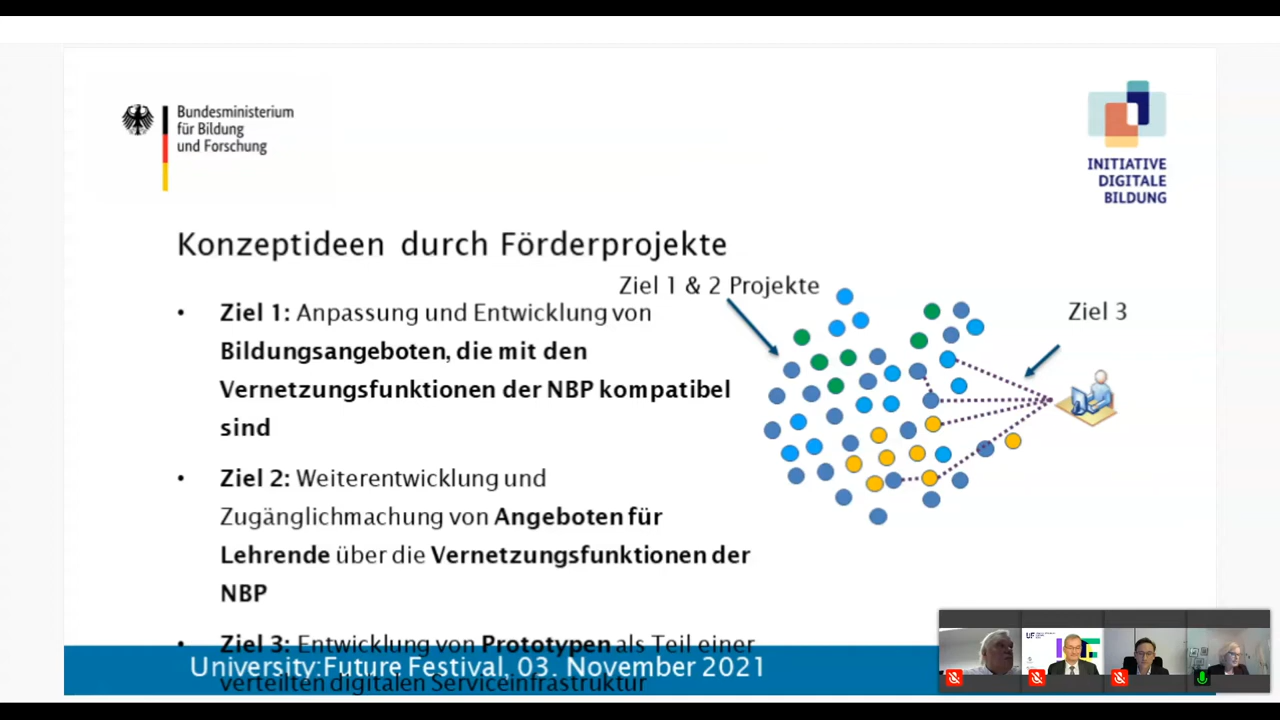 Bundesministerium
für Bildung
und Forschung
INITIATIVE
DIGITALE
BILDUNG
Konzeptideen durch Förderprojekte
Ziel 1 & 2 Projekte
Ziel 3
• Ziel 1: Anpassung und Entwicklung von
Bildungsangeboten, die mit den
Vernetzungsfunktionen der NBP kompatibel
sind
• Ziel 2: Weiterentwicklung und
Zugänglichmachung von Angeboten für
Lehrende über die Vernetzungsfunktionen der
NBP
• Ziel 3: Entwicklung von Prototypen als Teil einer
verteilten digitalen Serviceinfrastruktur
University:Future Festival, 03. November 2021